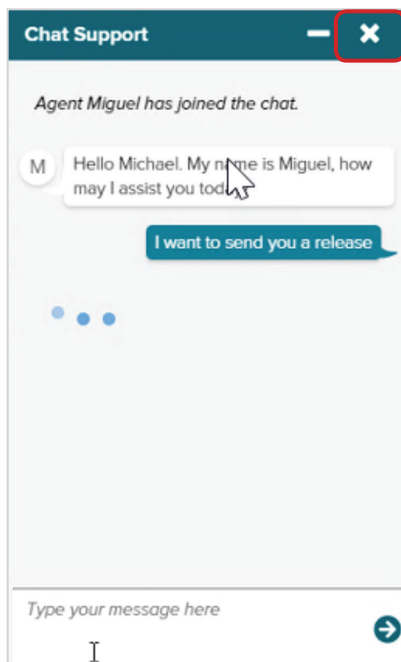 Chat Support
Agent Miguel has joined the chat.
M
Hello Michael. My name is Miguel, how
may I assist you today
I want to send you a release
Type your message here